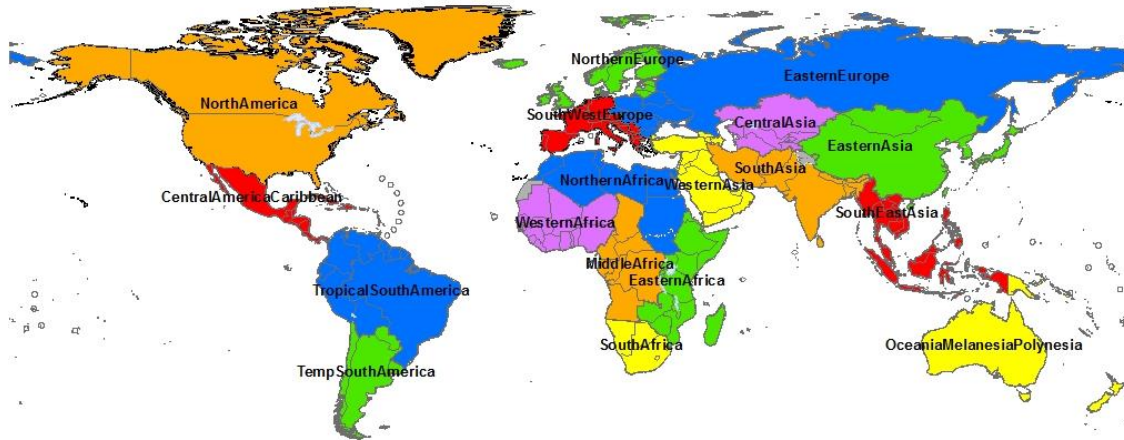 NorthernEurope
EasternEurope
NorthAmerica
SouthWestEurope
CentralAsia
EasternAsia
SouthAsia
NorthernAfrica
WesternAsia
CentralAmericaCaribbean
SouthEastAsia
WesternAfrica
MiddleAfrica
EasternAfrica
TropicalSouthAmerica
SouthAfrica
OceaniaMelanesiaPolynesia
TempSouthAmerica